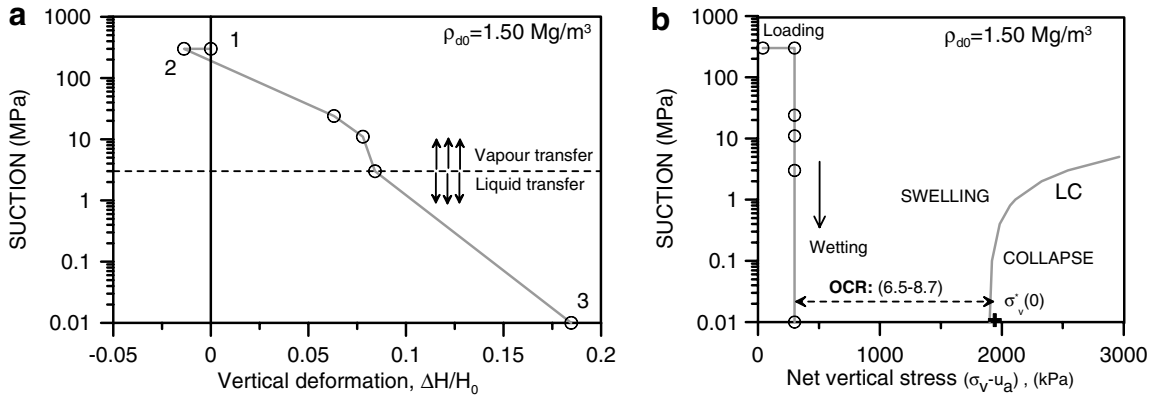 a
ρd0=1.50 Mg/m³
SUCTION (MPa)
1000
100
10
1
0.1
0.01
1
2
3
Vapour transfer
Liquid transfer
-0.05
0
0.05
0.1
0.15
0.2
Vertical deformation, ΔH/H0
b
Loading
ρd0=1.50 Mg/m³
SUCTION (MPa)
1000
100
10
1
0.1
0.01
SWELLING
LC
Wetting
COLLAPSE
OCR: (6.5-8.7)
σ*v(0)
0
1000
2000
3000
Net vertical stress (σv-ua) , (kPa)